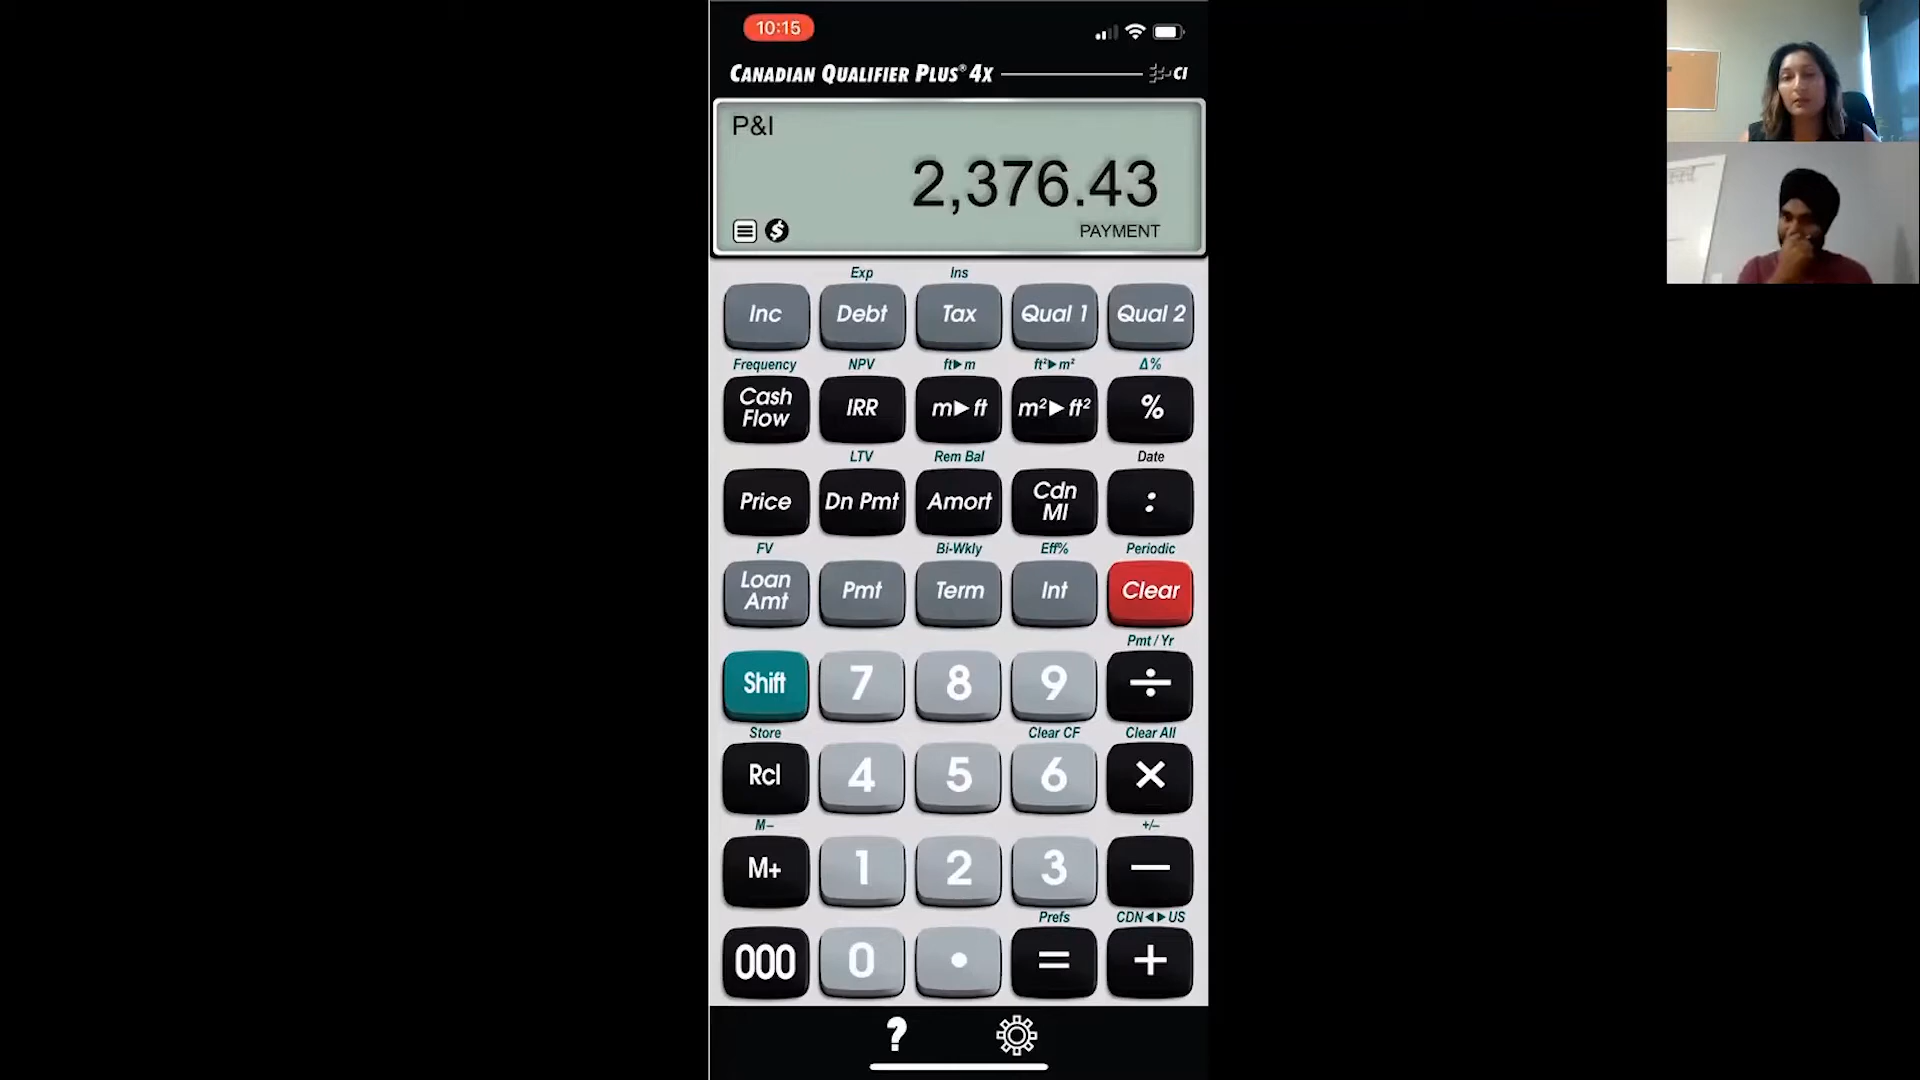 10:15
CANADIAN QUALIFIER PLUS® 4X CI
P&I
2,376.43
PAYMENT
Exp Ins
Inc Debt Tax Qual 1 Qual 2
Frequency NPV ft▶m ft²▶m² Δ%
Cash Flow IRR m▶ft m²▶ft² %
LTV Rem Bal Date
Price Dn Pmt Amort Cdn MI :
FV Bi-Wkly Eff% Periodic
Loan Amt Pmt Term Int Clear
Pmt / Yr
Shift 7 8 9 ÷
Store Clear CF Clear All
Rcl 4 5 6 ×
M– +/–
M+ 1 2 3 —
Prefs CDN◀▶US
000 0 • = +
?